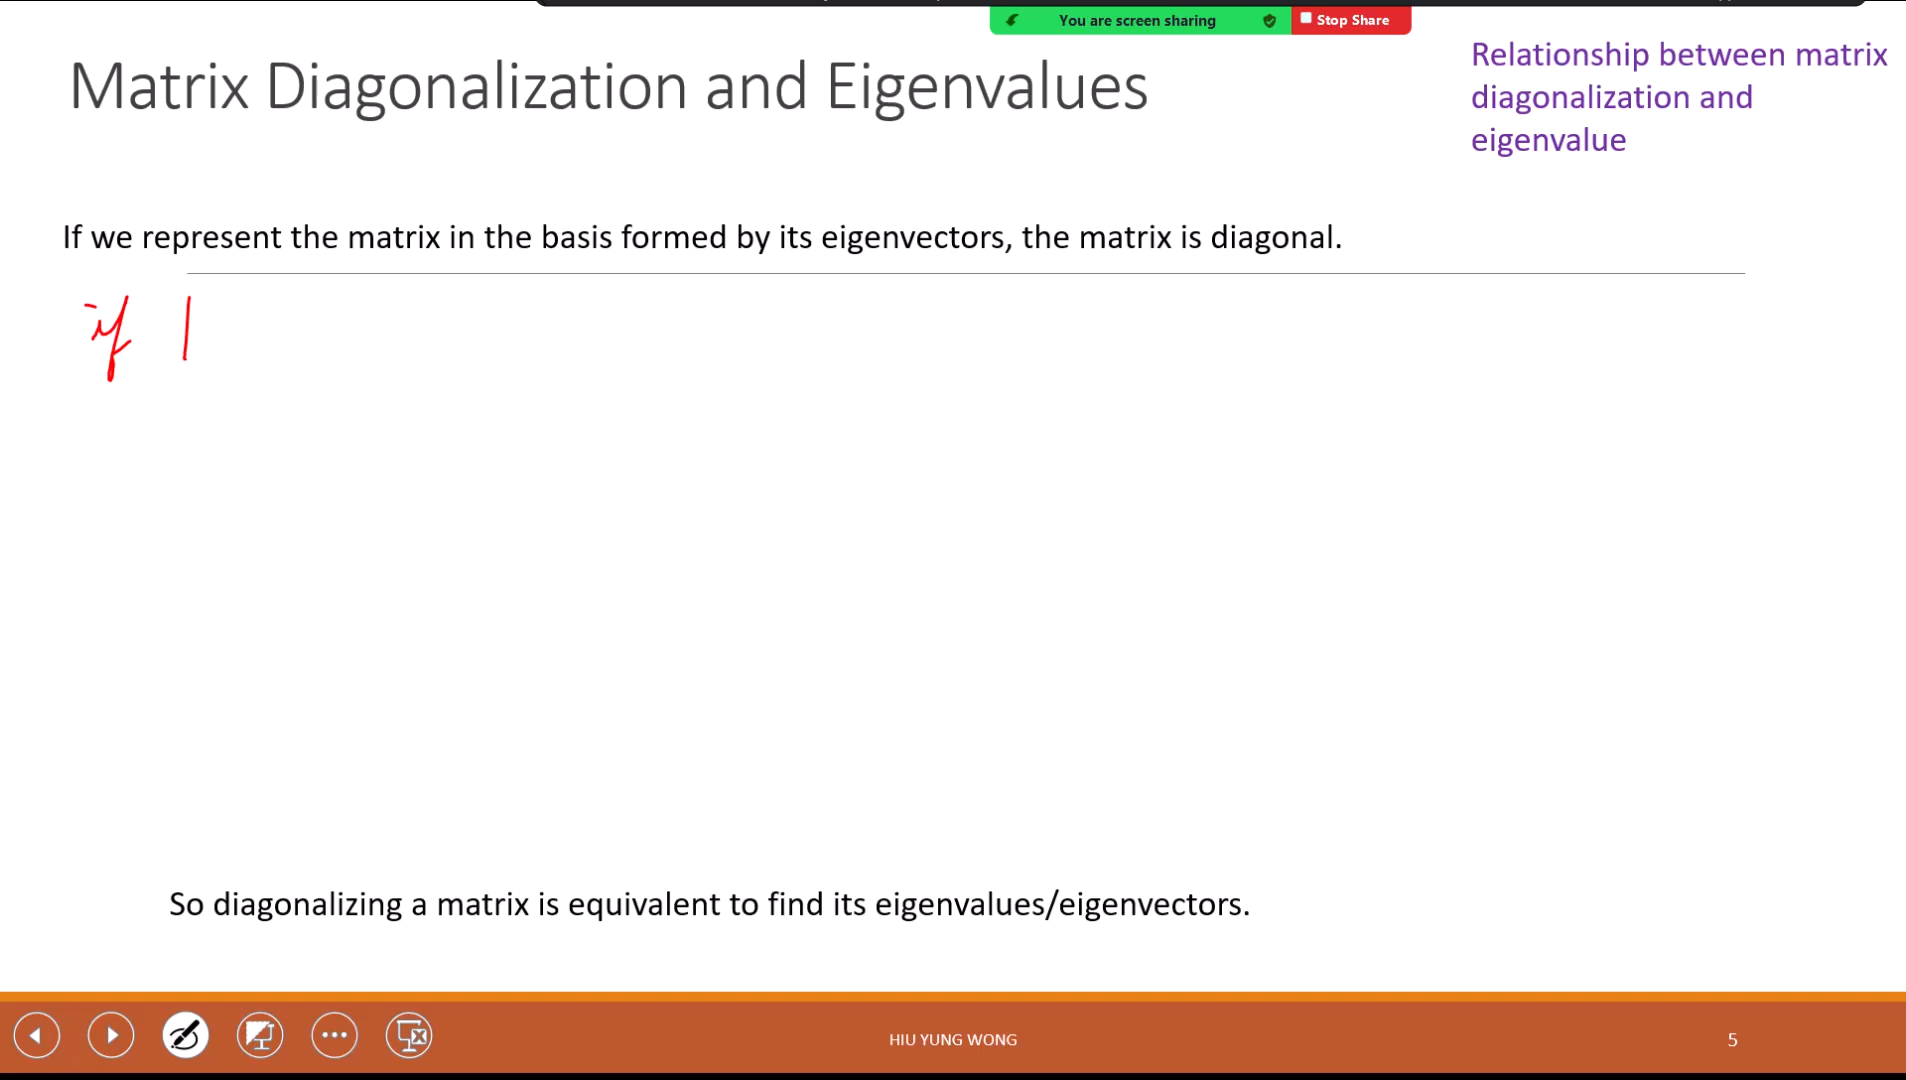 You are screen sharing
Stop Share
Matrix Diagonalization and Eigenvalues
Relationship between matrix
diagonalization and
eigenvalue
If we represent the matrix in the basis formed by its eigenvectors, the matrix is diagonal.
if |
So diagonalizing a matrix is equivalent to find its eigenvalues/eigenvectors.
HIU YUNG WONG
5